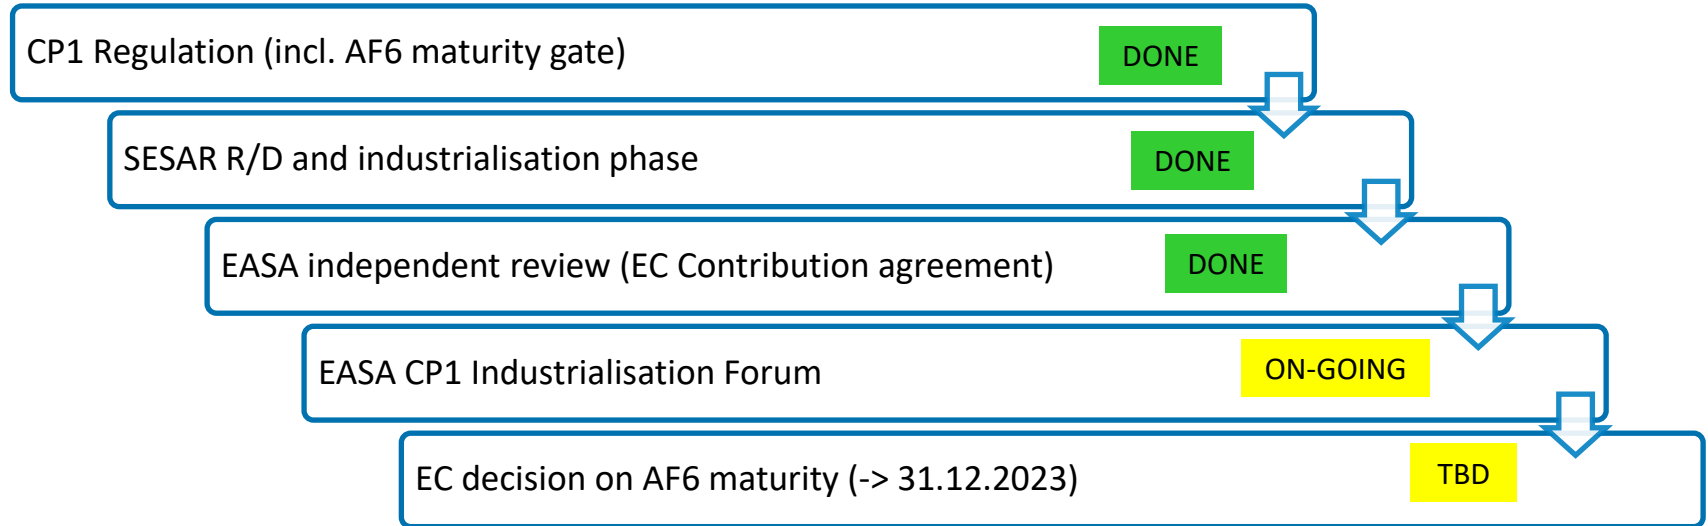 CP1 Regulation (incl. AF6 maturity gate) DONE
SESAR R/D and industrialisation phase DONE
EASA independent review (EC Contribution agreement) DONE
EASA CP1 Industrialisation Forum ON-GOING
EC decision on AF6 maturity (-> 31.12.2023) TBD